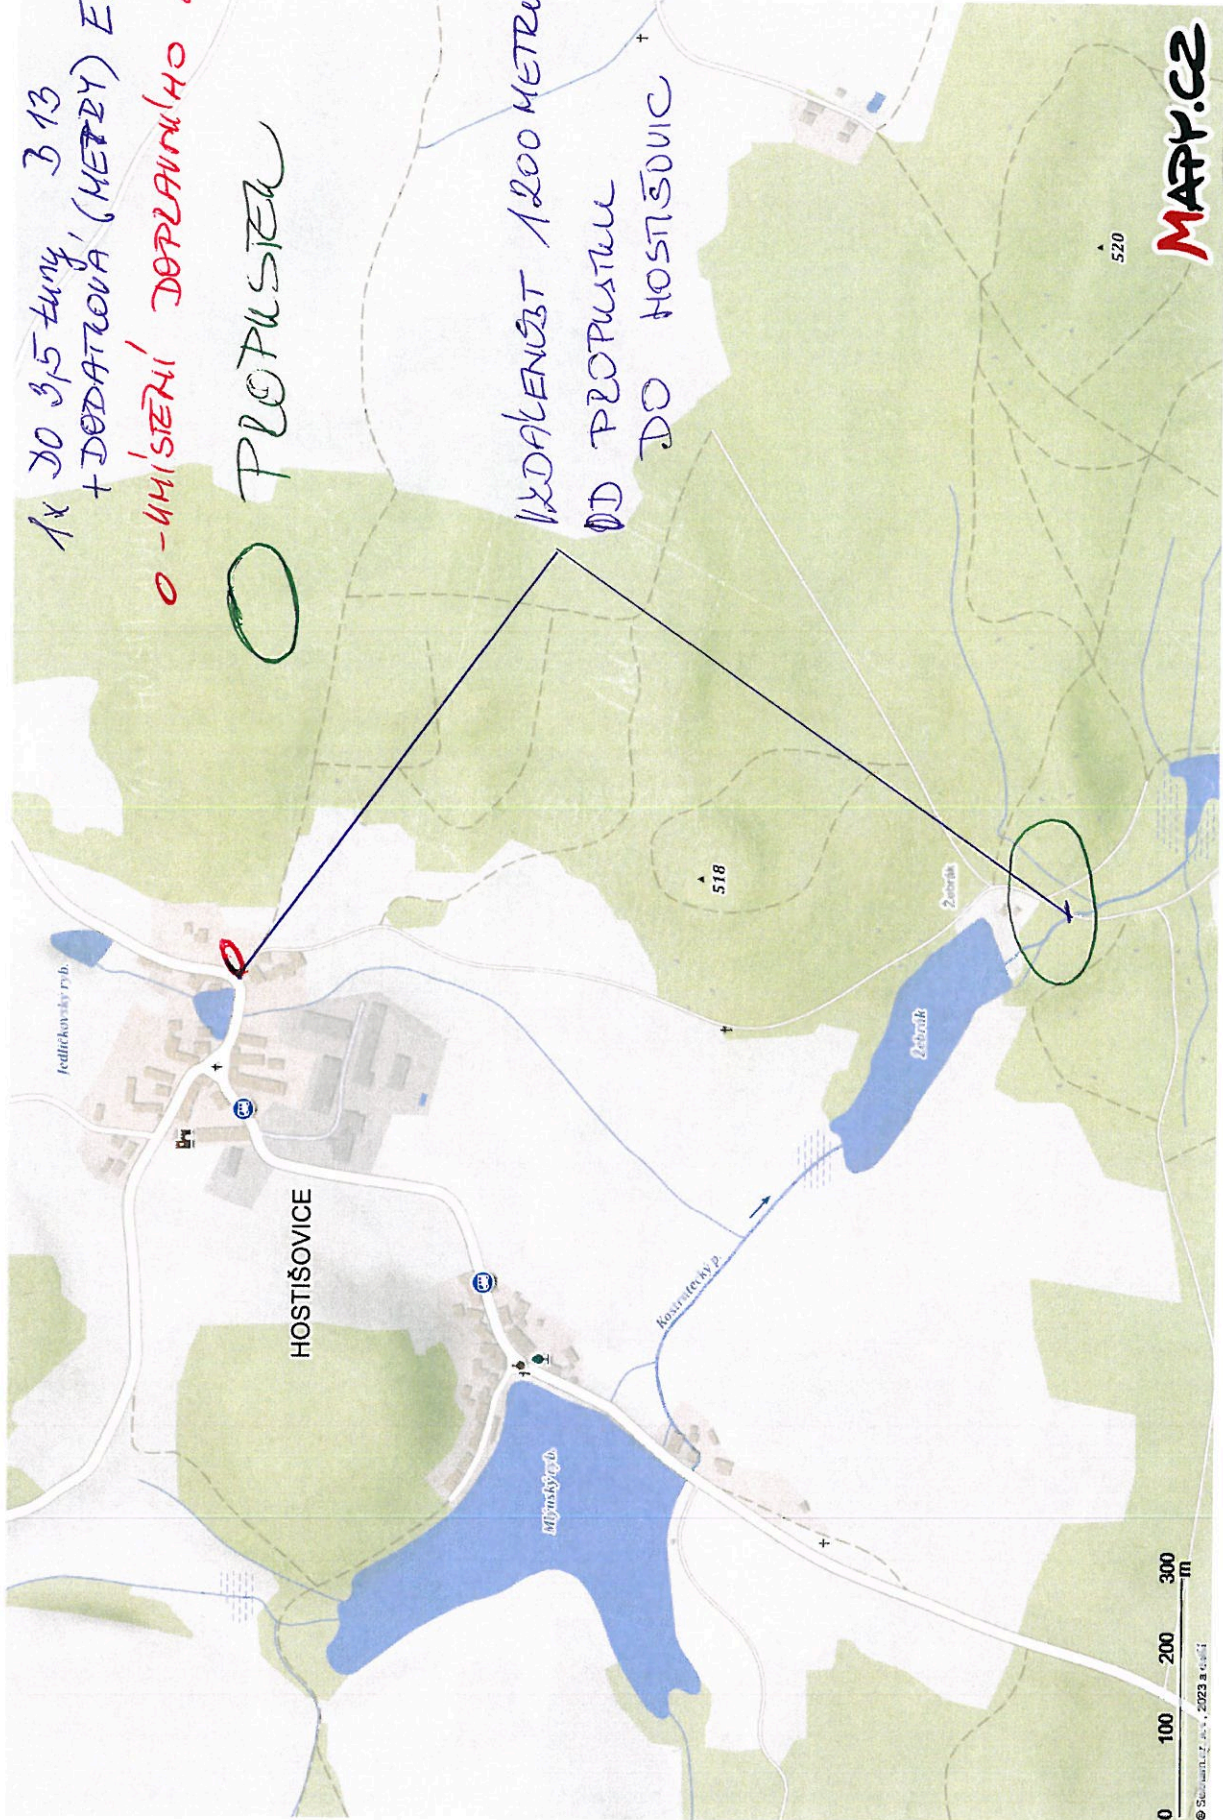 1x DO 3,5 tuny B 13
+ DODATKOVÁ, (METRY) E
O - UMÍSTĚNÍ DOPRAVNÍHO
PROPUSTEK
VZDÁLENOST 1200 METRŮ
OD PROPUSTKU
DO HOSTIŠOVIC
Jedličkovský ryb.
HOSTIŠOVICE
Mlýnský ryb.
Kostratecký p.
518
Žebrák
Žebrák
520
0 100 200 300
m
MAPY.CZ
2023 a další